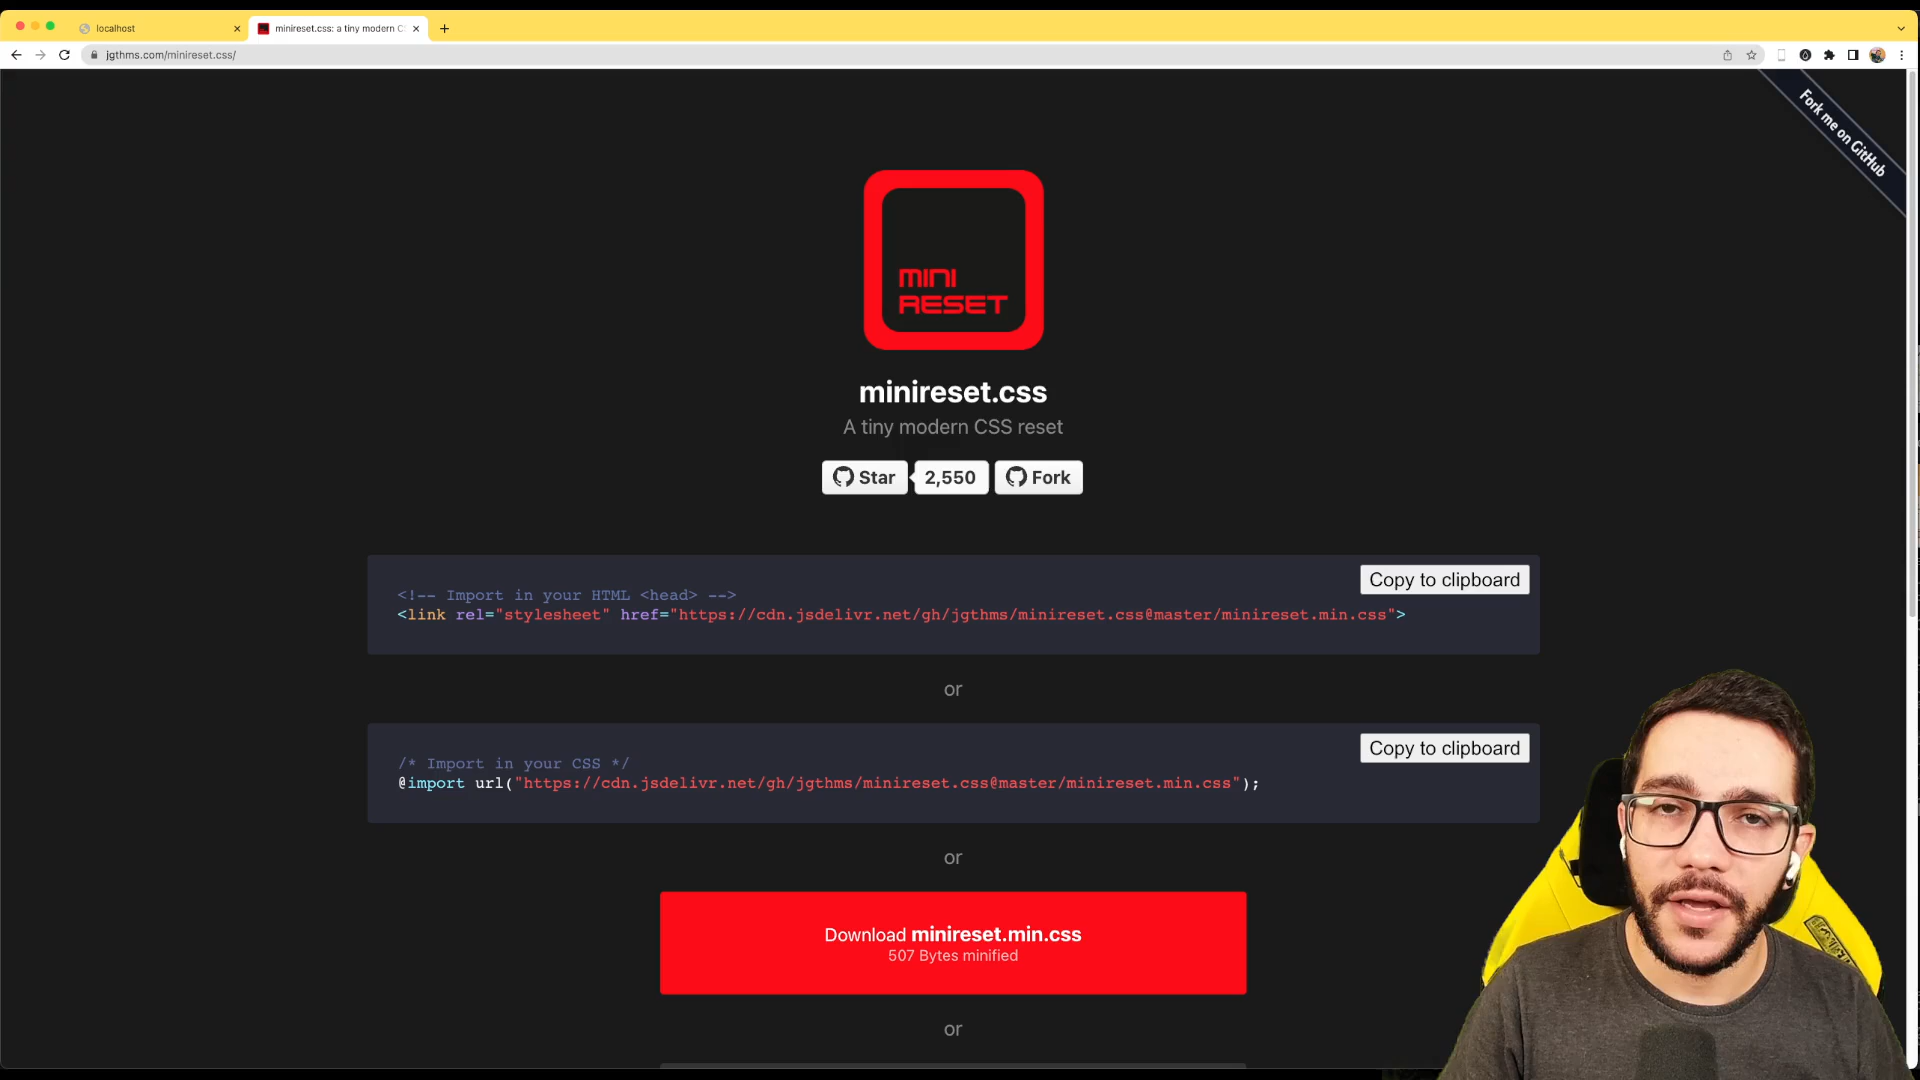 localhost
minireset.css: a tiny modern C
jgthms.com/minireset.css/
Fork me on GitHub
MINI
RESET
minireset.css
A tiny modern CSS reset
Star
2,550
Fork
Copy to clipboard
<!-- Import in your HTML <head> -->
<link rel="stylesheet" href="https://cdn.jsdelivr.net/gh/jgthms/minireset.css@master/minireset.min.css">
or
Copy to clipboard
/* Import in your CSS */
@import url("https://cdn.jsdelivr.net/gh/jgthms/minireset.css@master/minireset.min.css");
or
Download minireset.min.css
507 Bytes minified
or